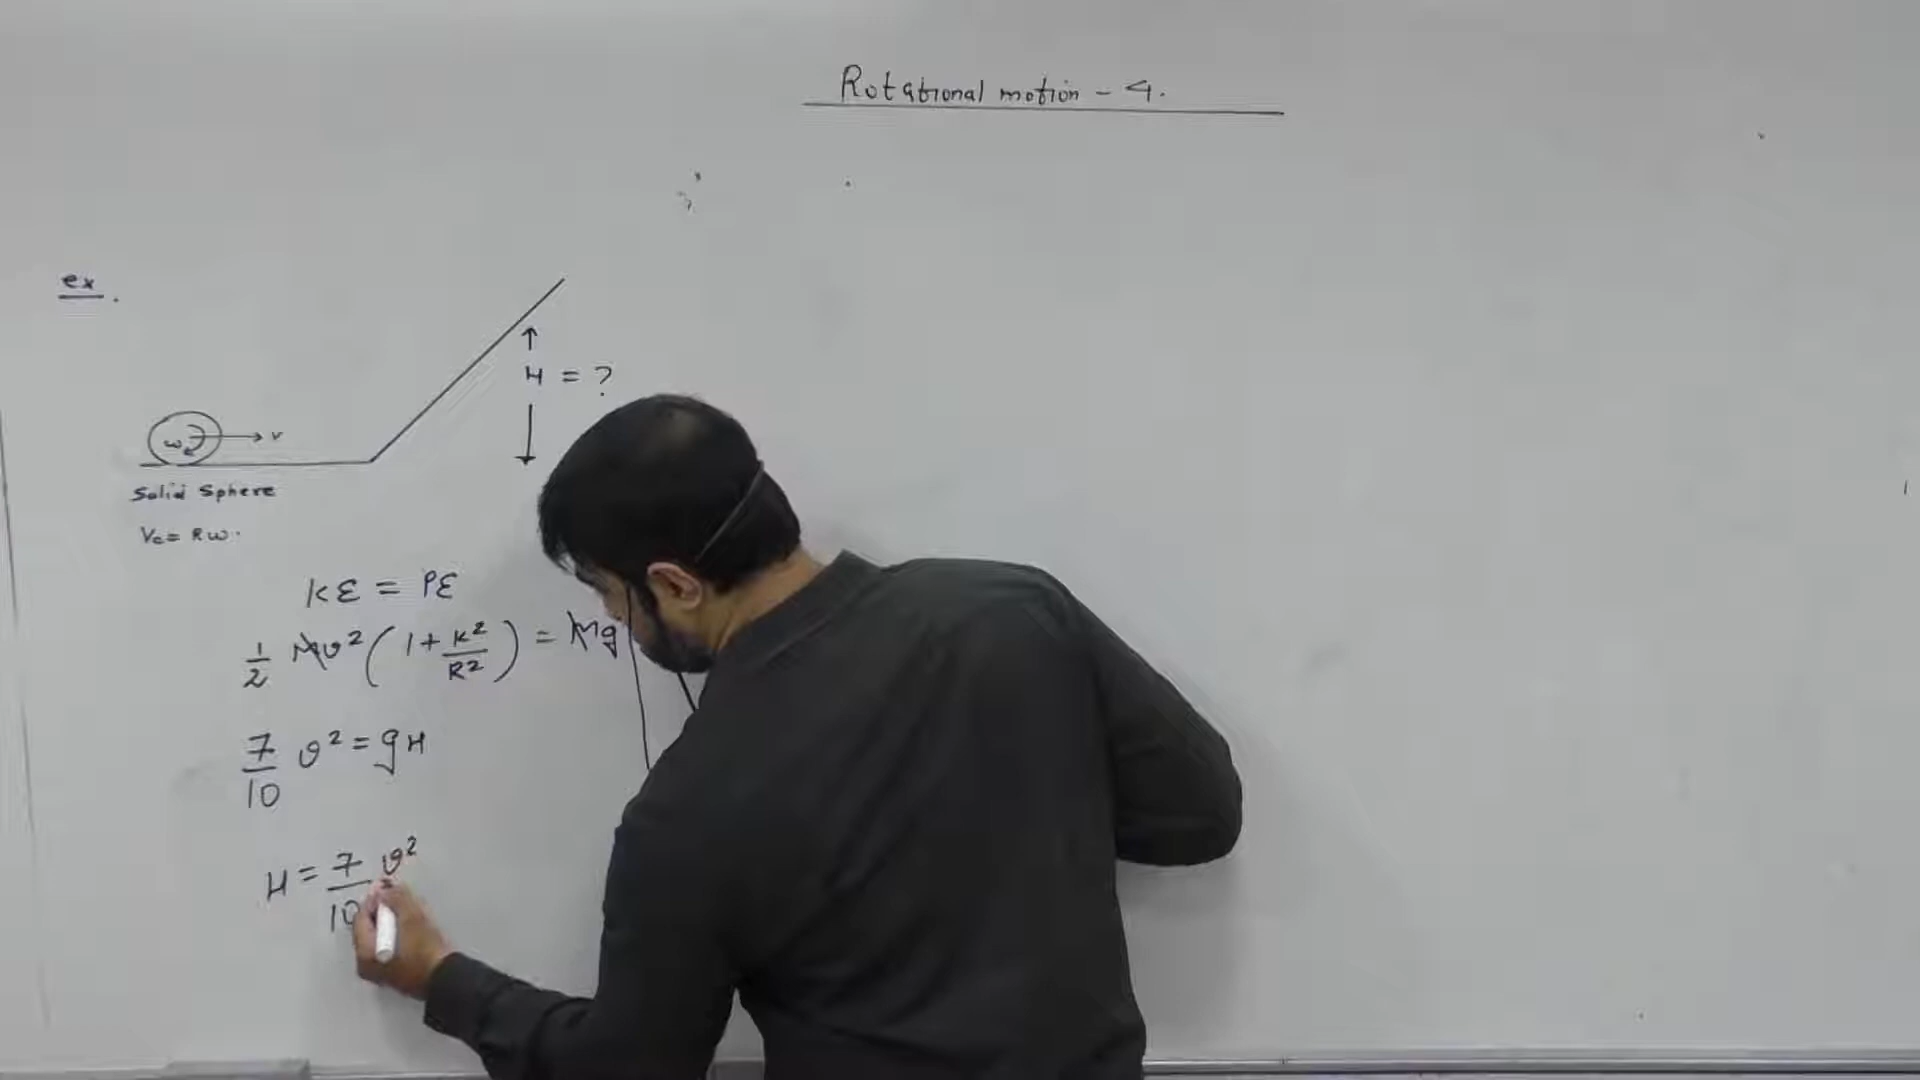 Rotational motion - 4.
ex.
H = ?
ω v
Solid Sphere
Vc = Rω.
KE = PE
1/2 Mv² (1 + K²/R²) = Mg
7/10 v² = gH
H = 7/10 v²